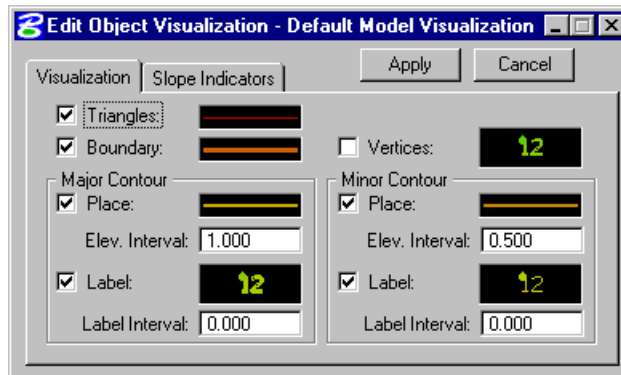 Edit Object Visualization - Default Model Visualization
Apply Cancel
Visualization Slope Indicators
Triangles:
Boundary: Vertices: 12
Major Contour Minor Contour
Place: Place:
Elev. Interval: 1.000 Elev. Interval: 0.500
Label: 12 Label: 12
Label Interval: 0.000 Label Interval: 0.000